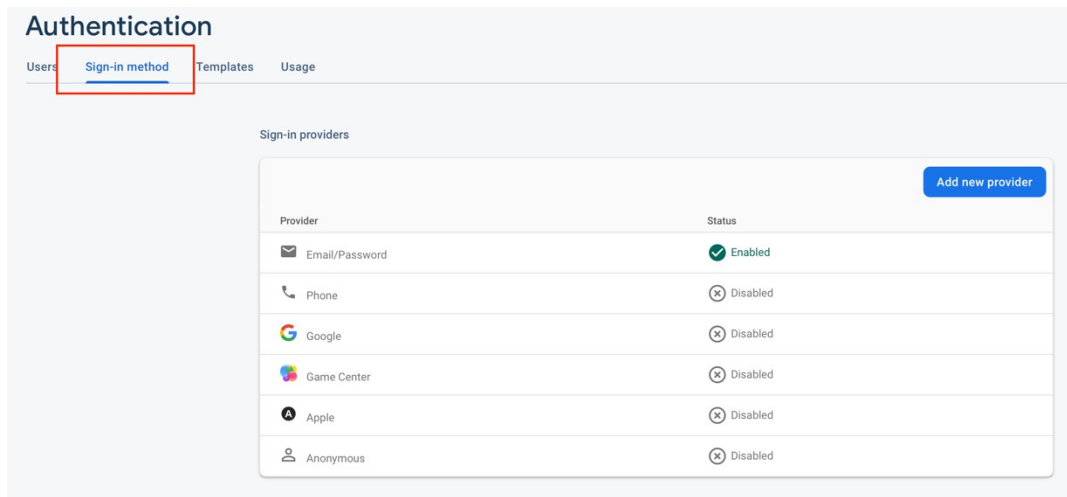 Authentication
Users Sign-in method Templates Usage
Sign-in providers
Add new provider
Provider Status
Email/Password Enabled
Phone Disabled
Google Disabled
Game Center Disabled
Apple Disabled
Anonymous Disabled